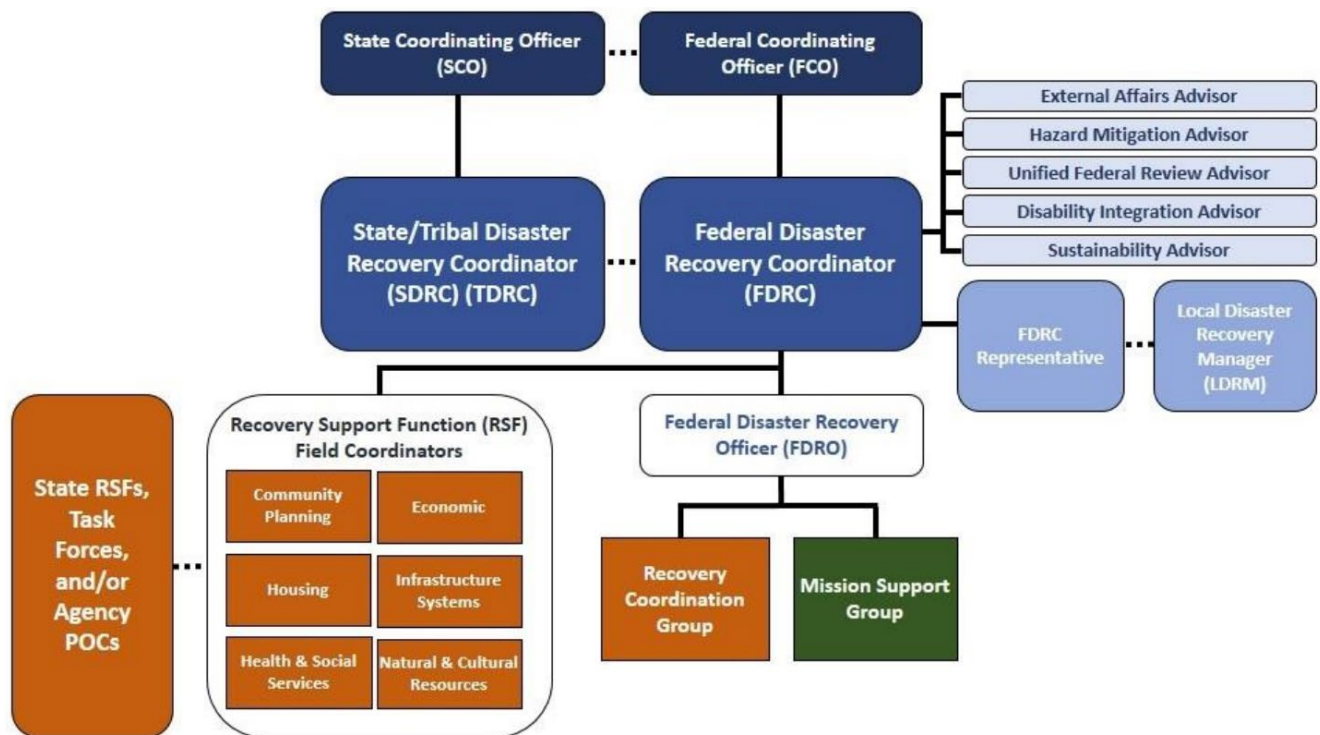 State Coordinating Officer
(SCO)
Federal Coordinating
Officer (FCO)
External Affairs Advisor
Hazard Mitigation Advisor
Unified Federal Review Advisor
Disability Integration Advisor
Sustainability Advisor
State/Tribal Disaster
Recovery Coordinator
(SDRC) (TDRC)
Federal Disaster
Recovery Coordinator
(FDRC)
FDRC
Representative
Local Disaster
Recovery
Manager
(LDRM)
State RSFs,
Task
Forces,
and/or
Agency
POCs
Recovery Support Function (RSF)
Field Coordinators
Community
Planning
Economic
Housing
Infrastructure
Systems
Health & Social
Services
Natural & Cultural
Resources
Federal Disaster Recovery
Officer (FDRO)
Recovery
Coordination
Group
Mission Support
Group